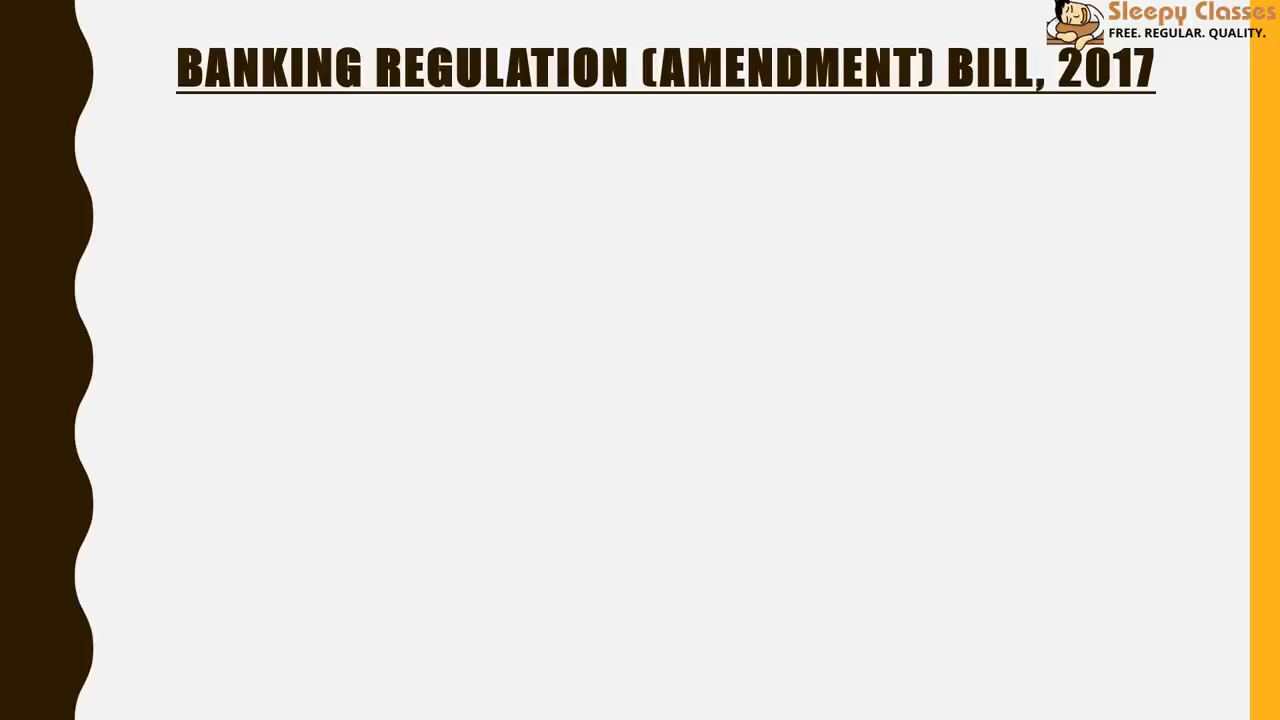 Sleepy Classes
FREE. REGULAR. QUALITY.
BANKING REGULATION (AMENDMENT) BILL, 2017